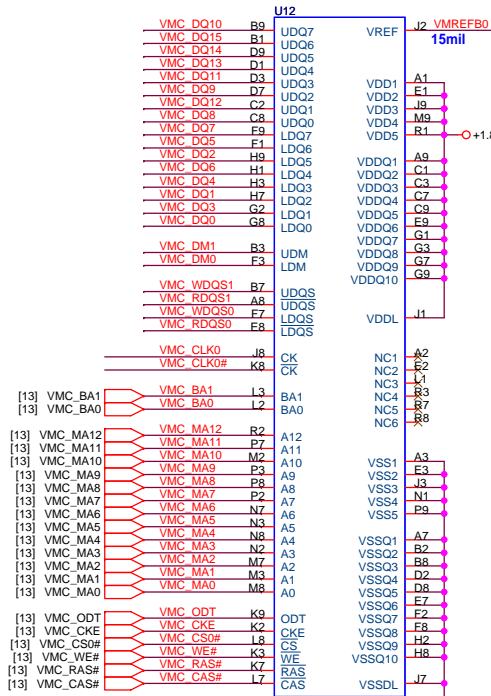 U12
VMC_DQ10 B9 UDQ7 VREF J2 VMREFB0
VMC_DQ15 B1 UDQ6 15mil
VMC_DQ14 D9 UDQ5
VMC_DQ13 D1 UDQ4
VMC_DQ11 D3 UDQ3 VDD1 A1
VMC_DQ9 D7 UDQ2 VDD2 E1
VMC_DQ12 C2 UDQ1 VDD3 J9
VMC_DQ8 C8 UDQ0 VDD4 M9
VMC_DQ7 F9 LDQ7 VDD5 R1 +1.8
VMC_DQ5 F1 LDQ6
VMC_DQ2 H9 LDQ5 VDDQ1 A9
VMC_DQ6 H1 LDQ4 VDDQ2 C1
VMC_DQ4 H3 LDQ3 VDDQ3 C3
VMC_DQ1 H7 LDQ2 VDDQ4 C7
VMC_DQ3 G2 LDQ1 VDDQ5 C9
VMC_DQ0 G8 LDQ0 VDDQ6 E9
VDDQ7 G1
VMC_DM1 B3 UDM VDDQ8 G3
VMC_DM0 F3 LDM VDDQ9 G7
VDDQ10 G9
VMC_WDQS1 B7 UDQS
VMC_RDQS1 A8 UDQS
VMC_WDQS0 F7 LDQS VDDL J1
VMC_RDQS0 E8 LDQS
VMC_CLK0 J8 CK NC1 A2
VMC_CLK0# K8 CK NC2 E2
NC3 L1
[13] VMC_BA1 VMC_BA1 L3 BA1 NC4 R3
[13] VMC_BA0 VMC_BA0 L2 BA0 NC5 R7
NC6 R8
[13] VMC_MA12 VMC_MA12 R2 A12
[13] VMC_MA11 VMC_MA11 P7 A11
[13] VMC_MA10 VMC_MA10 M2 A10 VSS1 A3
[13] VMC_MA9 VMC_MA9 P3 A9 VSS2 E3
[13] VMC_MA8 VMC_MA8 P8 A8 VSS3 J3
[13] VMC_MA7 VMC_MA7 P2 A7 VSS4 N1
[13] VMC_MA6 VMC_MA6 N7 A6 VSS5 P9
[13] VMC_MA5 VMC_MA5 N3 A5
[13] VMC_MA4 VMC_MA4 N8 A4 VSSQ1 A7
[13] VMC_MA3 VMC_MA3 N2 A3 VSSQ2 B2
[13] VMC_MA2 VMC_MA2 M7 A2 VSSQ3 B8
[13] VMC_MA1 VMC_MA1 M3 A1 VSSQ4 D2
[13] VMC_MA0 VMC_MA0 M8 A0 VSSQ5 D8
VSSQ6 E7
[13] VMC_ODT VMC_ODT K9 ODT VSSQ7 F2
[13] VMC_CKE VMC_CKE K2 CKE VSSQ8 F8
[13] VMC_CS0# VMC_CS0# L8 CS VSSQ9 H2
[13] VMC_WE# VMC_WE# K3 WE VSSQ10 H8
[13] VMC_RAS# VMC_RAS# K7 RAS
[13] VMC_CAS# VMC_CAS# L7 CAS VSSDL J7